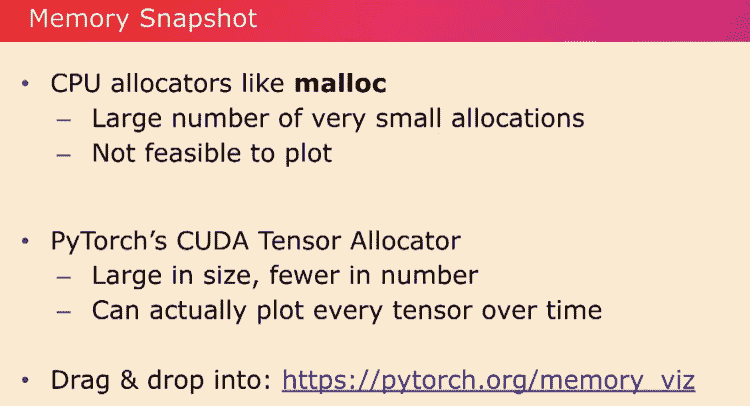 Memory Snapshot
• CPU allocators like malloc
– Large number of very small allocations
– Not feasible to plot
• PyTorch's CUDA Tensor Allocator
– Large in size, fewer in number
– Can actually plot every tensor over time
• Drag & drop into: https://pytorch.org/memory_viz